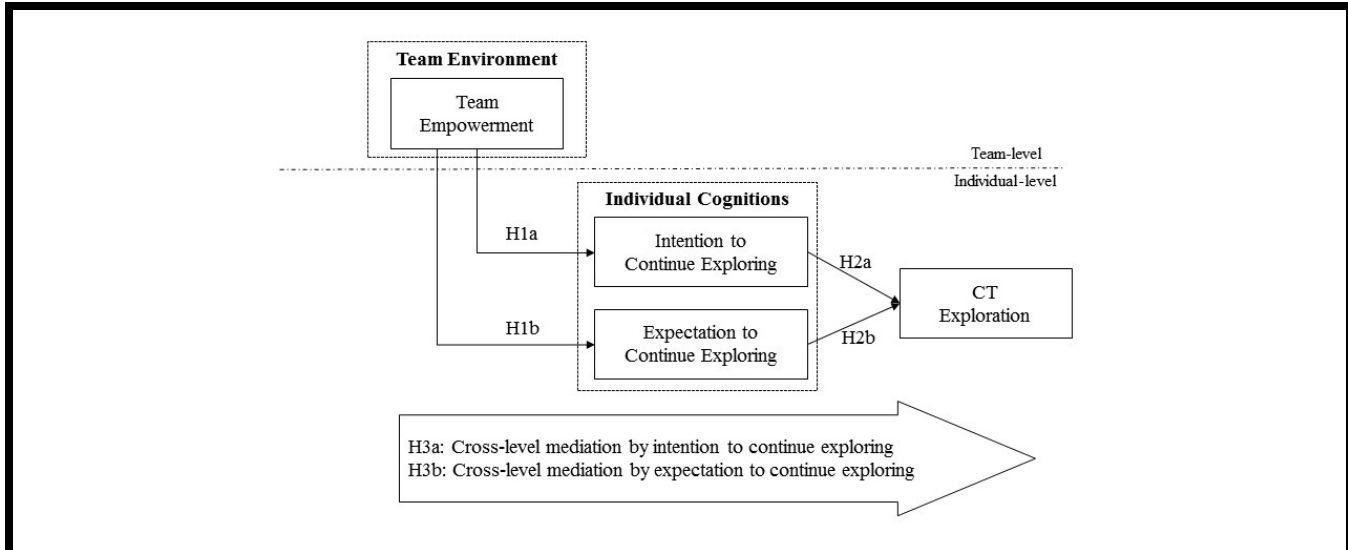 Team Environment
Team
Empowerment
Team-level
Individual-level
Individual Cognitions
H1a
Intention to
Continue Exploring
H2a
CT
Exploration
H1b
Expectation to
Continue Exploring
H2b
H3a: Cross-level mediation by intention to continue exploring
H3b: Cross-level mediation by expectation to continue exploring